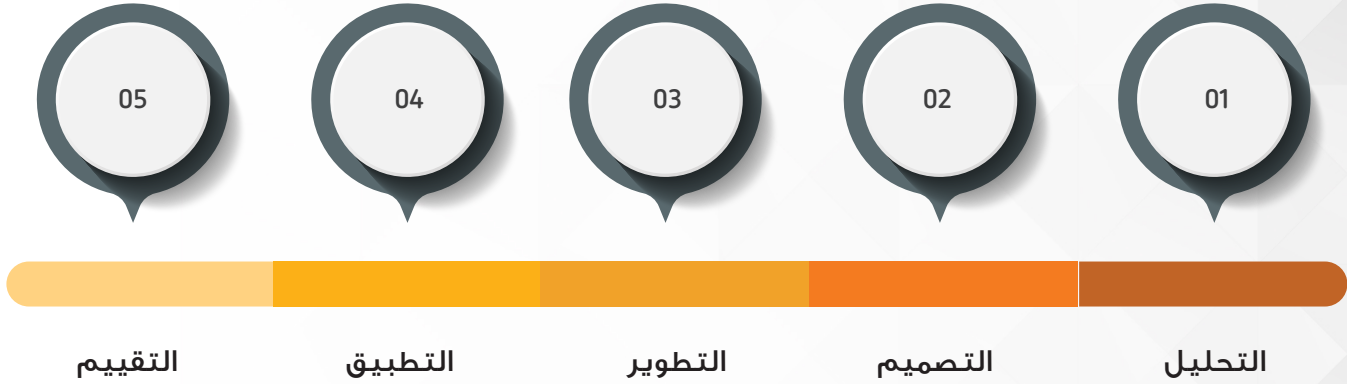 01
02
03
04
05
التحليل
التصميم
التطوير
التطبيق
التقييم